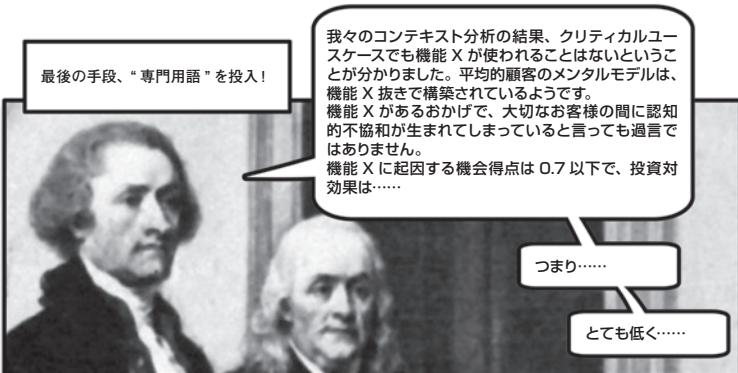 最後の手段、“専門用語”を投入!
我々のコンテキスト分析の結果、クリティカルユー
スケースでも機能 X が使われることはないというこ
とが分かりました。平均的顧客のメンタルモデルは、
機能 X 抜きで構築されているようです。
機能 X があるおかげで、大切なお客様の間に認知
的不協和が生まれてしまっていると言っても過言で
はありません。
機能 X に起因する機会得点は 0.7 以下で、投資対
効果は……
つまり……
とても低く……